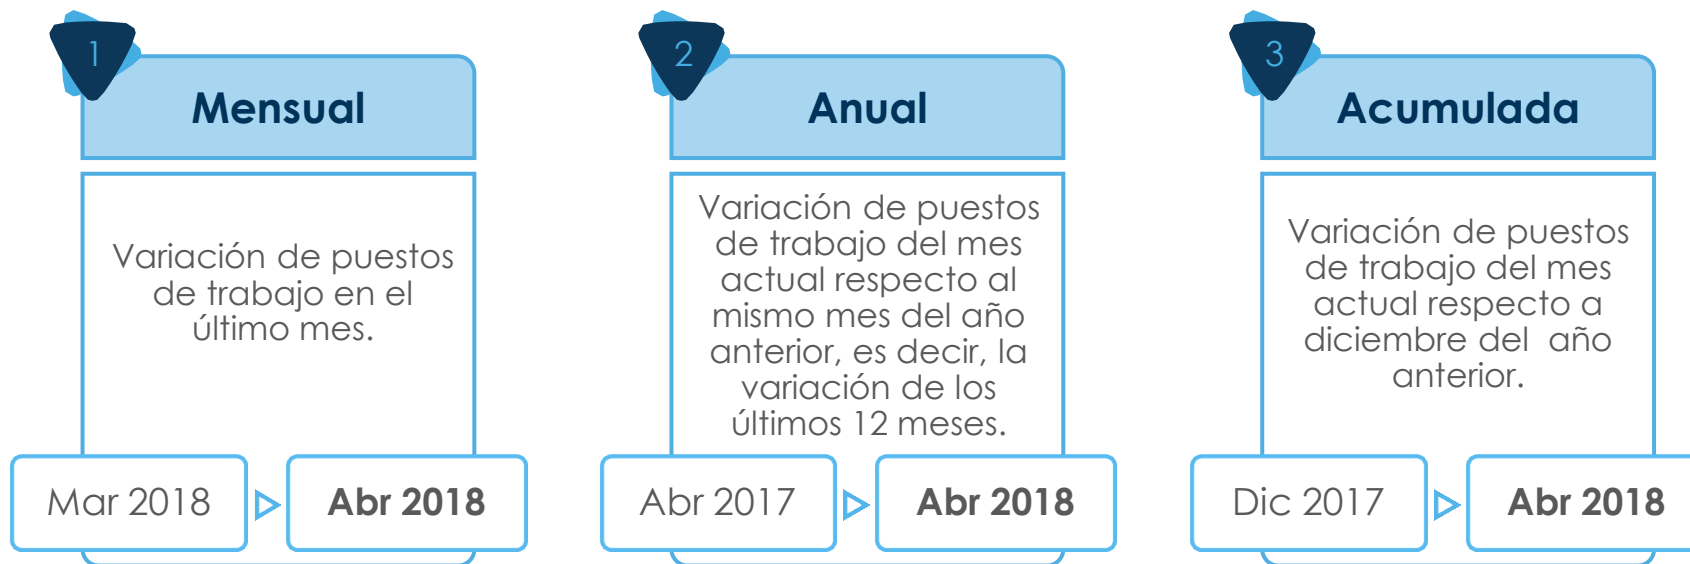 1
Mensual
Variación de puestos
de trabajo en el
último mes.
Mar 2018
Abr 2018
2
Anual
Variación de puestos
de trabajo del mes
actual respecto al
mismo mes del año
anterior, es decir, la
variación de los
últimos 12 meses.
Abr 2017
Abr 2018
3
Acumulada
Variación de puestos
de trabajo del mes
actual respecto a
diciembre del  año
anterior.
Dic 2017
Abr 2018